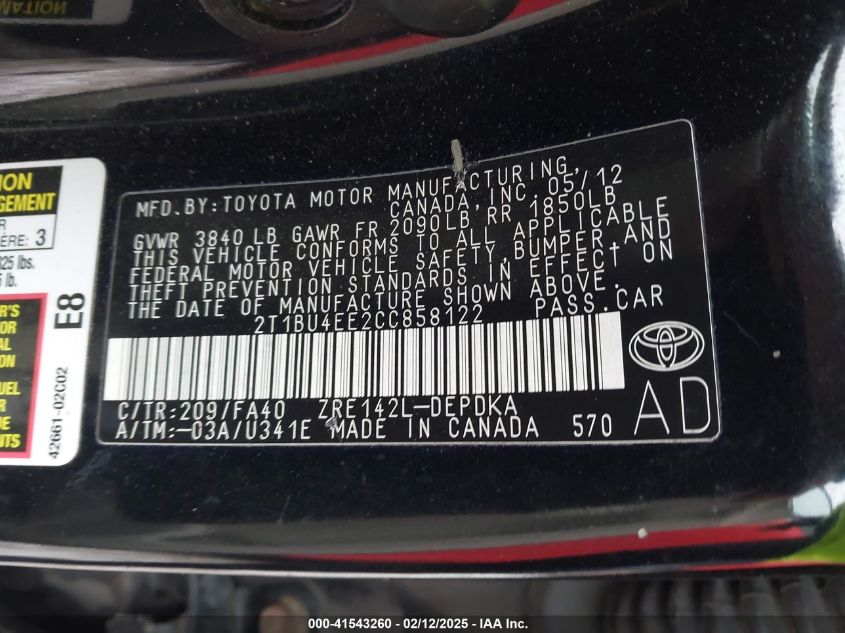 MFD.BY:TOYOTA MOTOR MANUFACTURING,
CANADA,INC. 05/12
GVWR 3840 LB GAWR FR 2090LB RR 1850LB
THIS VEHICLE CONFORMS TO ALL APPLICABLE
FEDERAL MOTOR VEHICLE SAFETY,BUMPER,AND
THEFT PREVENTION STANDARDS IN EFFECT ON
THE DATE OF MANUFACTURE SHOWN ABOVE.
2T1BU4EE2CC858122 PASS.CAR
C/TR:209/FA40 ZRE142L-DEPDKA
A/TM:-03A/U341E MADE IN CANADA 570
AD
3
lbs.
lb.
E8
42661-02C02
000-41543260 - 02/12/2025 - IAA Inc.